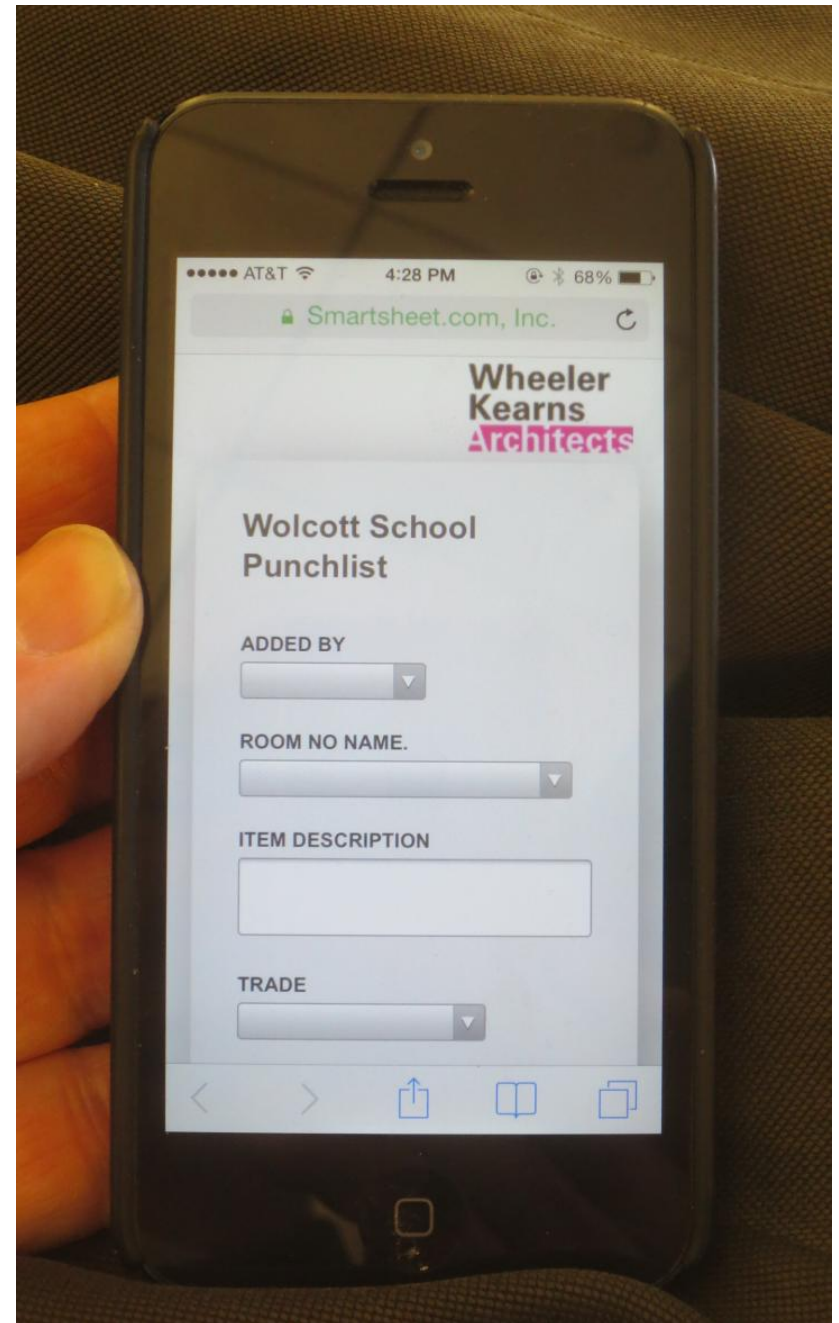 AT&T 4:28 PM 68%
Smartsheet.com, Inc.
Wheeler
Kearns
Architects
Wolcott School
Punchlist
ADDED BY
ROOM NO NAME.
ITEM DESCRIPTION
TRADE